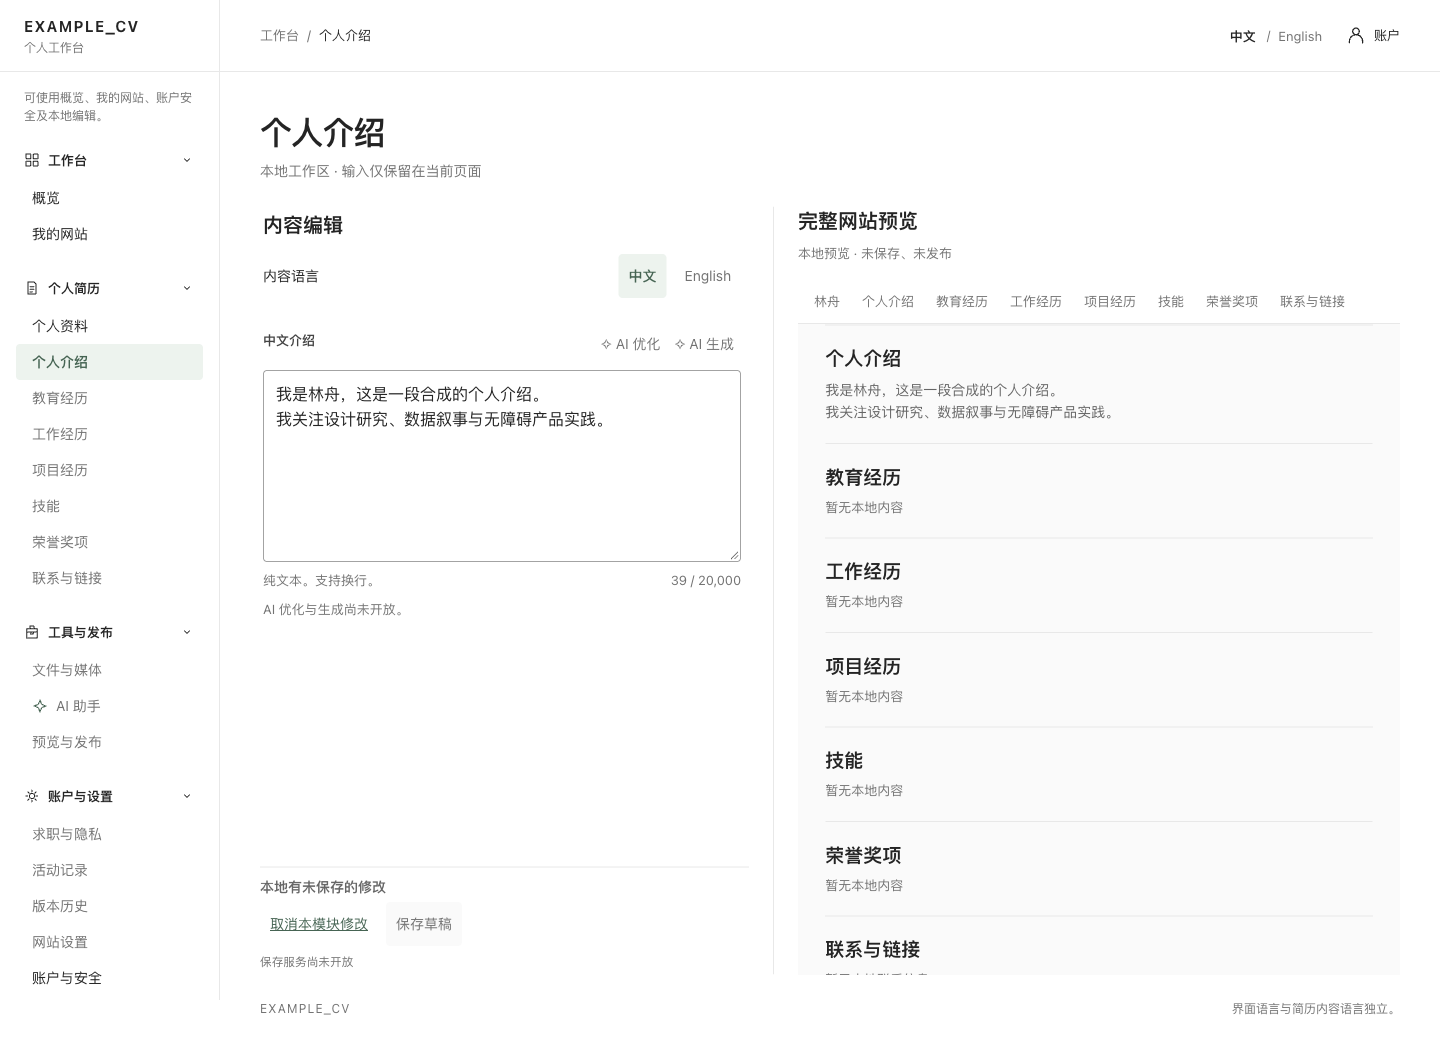 EXAMPLE_CV
个人工作台
可使用概览、我的网站、账户安
全及本地编辑。
工作台
概览
我的网站
个人简历
个人资料
个人介绍
教育经历
工作经历
项目经历
技能
荣誉奖项
联系与链接
工具与发布
文件与媒体
AI 助手
预览与发布
账户与设置
求职与隐私
活动记录
版本历史
网站设置
账户与安全
工作台 / 个人介绍
中文 / English 账户
个人介绍
本地工作区 · 输入仅保留在当前页面
内容编辑
内容语言 中文 English
中文介绍 AI 优化 AI 生成
我是林舟，这是一段合成的个人介绍。
我关注设计研究、数据叙事与无障碍产品实践。
纯文本。支持换行。 39 / 20,000
AI 优化与生成尚未开放。
本地有未保存的修改
取消本模块修改 保存草稿
保存服务尚未开放
完整网站预览
本地预览 · 未保存、未发布
林舟 个人介绍 教育经历 工作经历 项目经历 技能 荣誉奖项 联系与链接
个人介绍
我是林舟，这是一段合成的个人介绍。
我关注设计研究、数据叙事与无障碍产品实践。
教育经历
暂无本地内容
工作经历
暂无本地内容
项目经历
暂无本地内容
技能
暂无本地内容
荣誉奖项
暂无本地内容
联系与链接
EXAMPLE_CV 界面语言与简历内容语言独立。